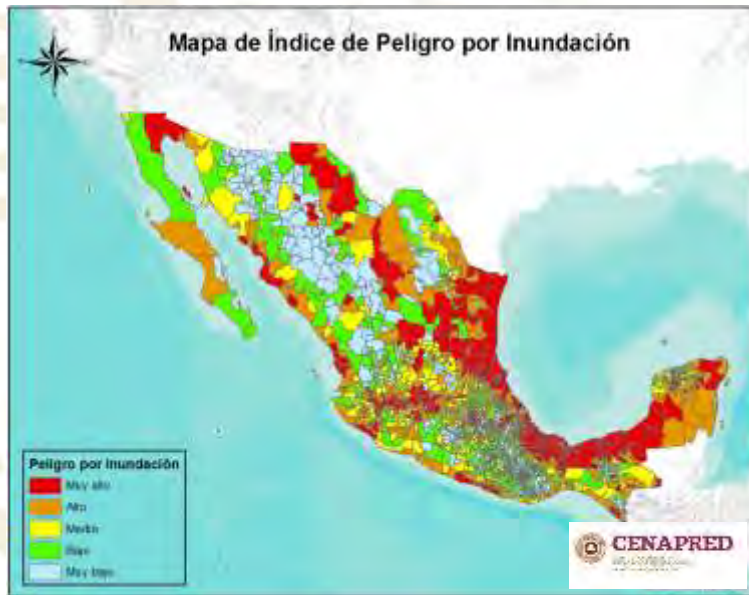 Mapa de Índice de Peligro por Inundación
Peligro por Inundación
Muy alto
Alto
Medio
Bajo
Muy bajo
CENAPRED